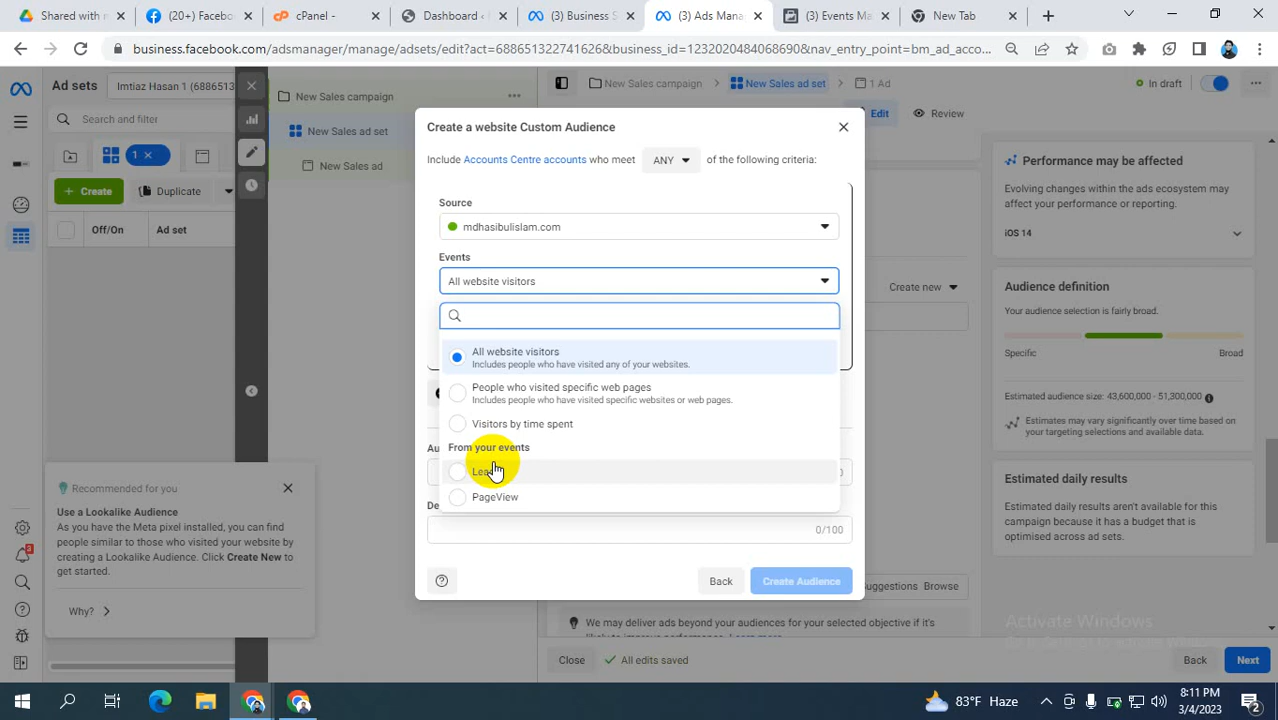 Shared with m
(20+) Facebo
cPanel -
Dashboard ‹
(3) Business S
(3) Ads Mana
(3) Events Ma
New Tab
business.facebook.com/adsmanager/manage/adsets/edit?act=688651322741626&business_id=1232020484068690&nav_entry_point=bm_ad_acco...
Ad sets
Imtiaz Hasan 1 (316537
New Sales campaign
New Sales campaign
New Sales ad set
1 Ad
In draft
Search and filter
New Sales ad set
Edit
Review
1
New Sales ad
Create
Duplicate
Off/On
Ad set
Create a website Custom Audience
Include Accounts Centre accounts who meet ANY of the following criteria:
Source
mdhasibulislam.com
Events
All website visitors
All website visitors
Includes people who have visited any of your websites.
People who visited specific web pages
Includes people who have visited specific websites or web pages.
Visitors by time spent
From your events
PageView
Au
De
0/100
Back
Create Audience
Create new
Suggestions
Browse
We may deliver ads beyond your audiences for your selected objective if it's
Learn more
Performance may be affected
Evolving changes within the ads ecosystem may
affect your performance or reporting.
iOS 14
Audience definition
Your audience selection is fairly broad.
Specific
Broad
Estimated audience size: 43,600,000 - 51,300,000
Estimates may vary significantly over time based on
your targeting selections and available data.
Estimated daily results
Estimated daily results aren't available for this
campaign because it has a budget that is
optimised across ad sets.
Activate Windows
Recommended for you
Use a Lookalike Audience
As you have the Meta pixel installed, you can find
people similar to those who visited your website by
creating a Lookalike Audience. Click Create New to
get started.
Why?
3
Close
All edits saved
Back
Next
83°F Haze
8:11 PM
3/4/2023
2